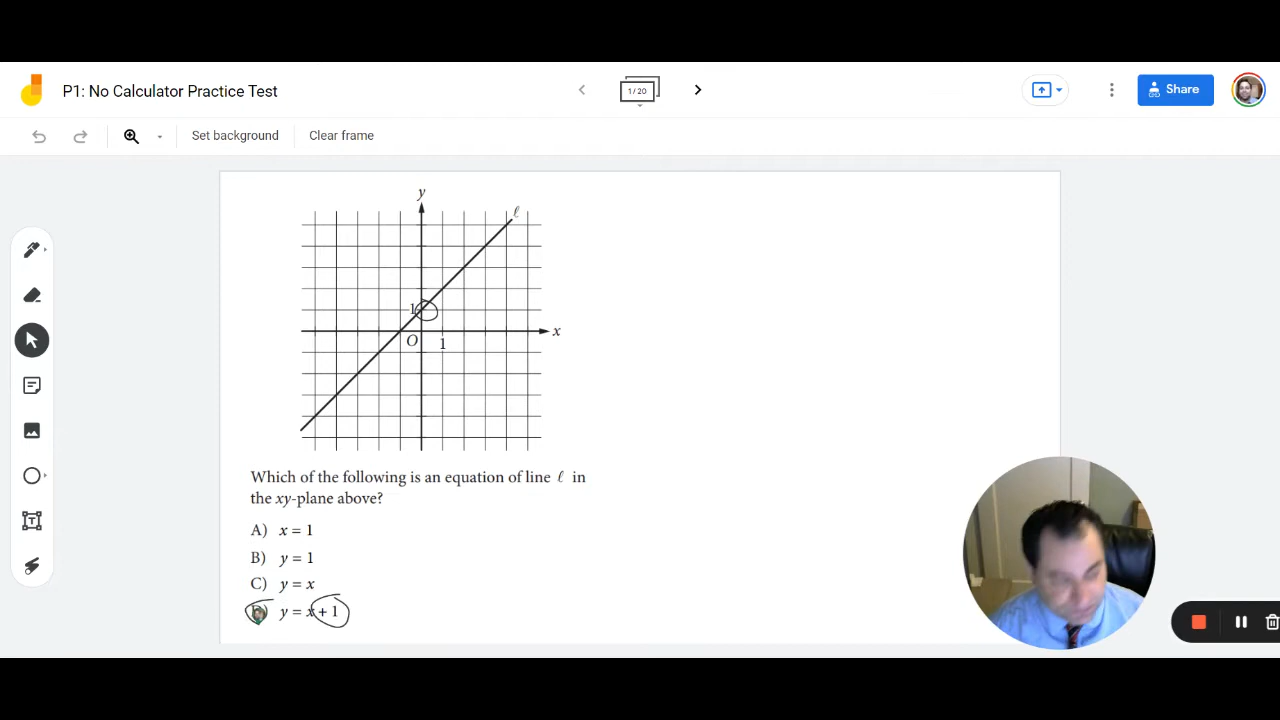 P1: No Calculator Practice Test
1/20
Share
Set background
Clear frame
y
ℓ
1
x
O
1
Which of the following is an equation of line ℓ in
the xy-plane above?
A) x = 1
B) y = 1
C) y = x
y = x + 1